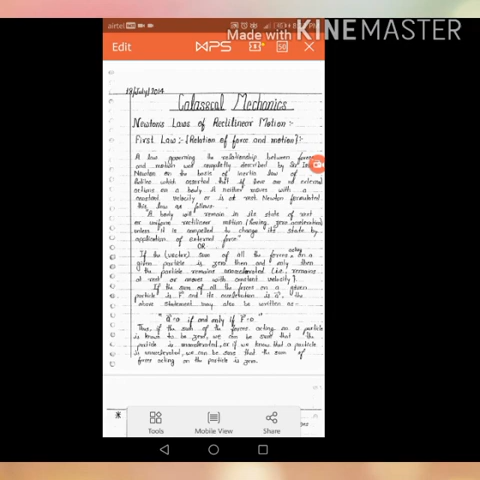 Made with KINEMASTER
airtel
Edit
WPS
50
18/July/2014
Calassical Mechanics
Newtons Laws of Rectilinear Motion :-
First Law :- [Relation of force and motion] :-
A law governing the relationship between force
and motion was completely described by Sir
Newton on the basis of inertia law of
which asserted that if there are no external
actions on a body it neither moves with a
constant velocity or is at rest. Newton formulated
this law as follows
"A body will remain in its state of rest
or uniform rectilinear motion (having zero acceleration)
unless it is compelled to change its state by
application of external force"
OR
If the (vector) sum of all the forces acting on a
given particle is zero then and only then
the particle remains unaccelerated (i.e., remains
at rest or moves with constant velocity).
If the sum of all the forces on a given
particle is F and its acceleration is a, the
above statement may also be written as-
"a=0 if and only if F=0"
Thus, if the sum of the forces acting on a particle
is known to be zero, we can be sure that the
particle is unaccelerated, or if we know that a particle
is unaccelerated, we can be sure that the sum of
forces acting on the particle is zero.
Tools
Mobile View
Share